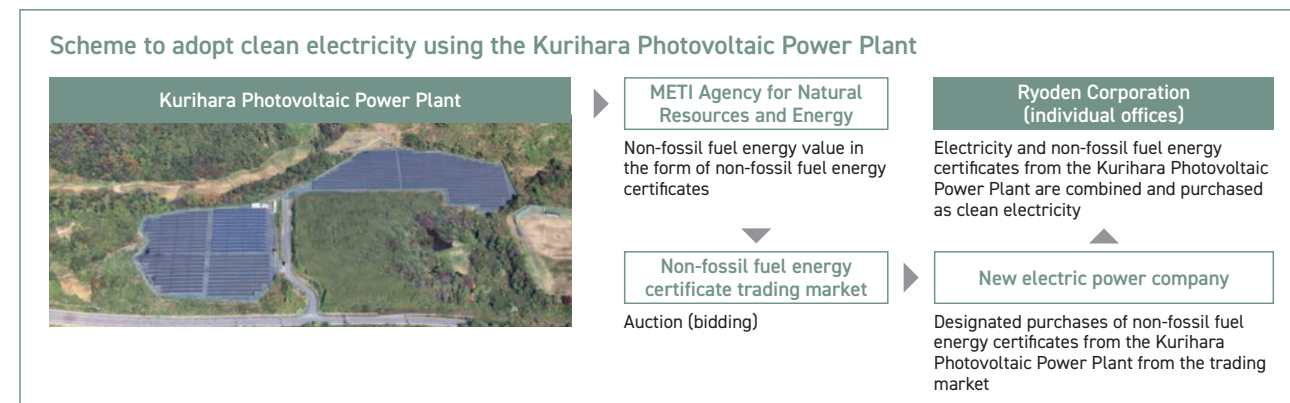 Scheme to adopt clean electricity using the Kurihara Photovoltaic Power Plant
Kurihara Photovoltaic Power Plant
METI Agency for Natural
Resources and Energy
Non-fossil fuel energy value in
the form of non-fossil fuel energy
certificates
Non-fossil fuel energy
certificate trading market
Auction (bidding)
New electric power company
Designated purchases of non-fossil fuel
energy certificates from the Kurihara
Photovoltaic Power Plant from the trading
market
Ryoden Corporation
(individual offices)
Electricity and non-fossil fuel energy
certificates from the Kurihara Photovoltaic
Power Plant are combined and purchased
as clean electricity